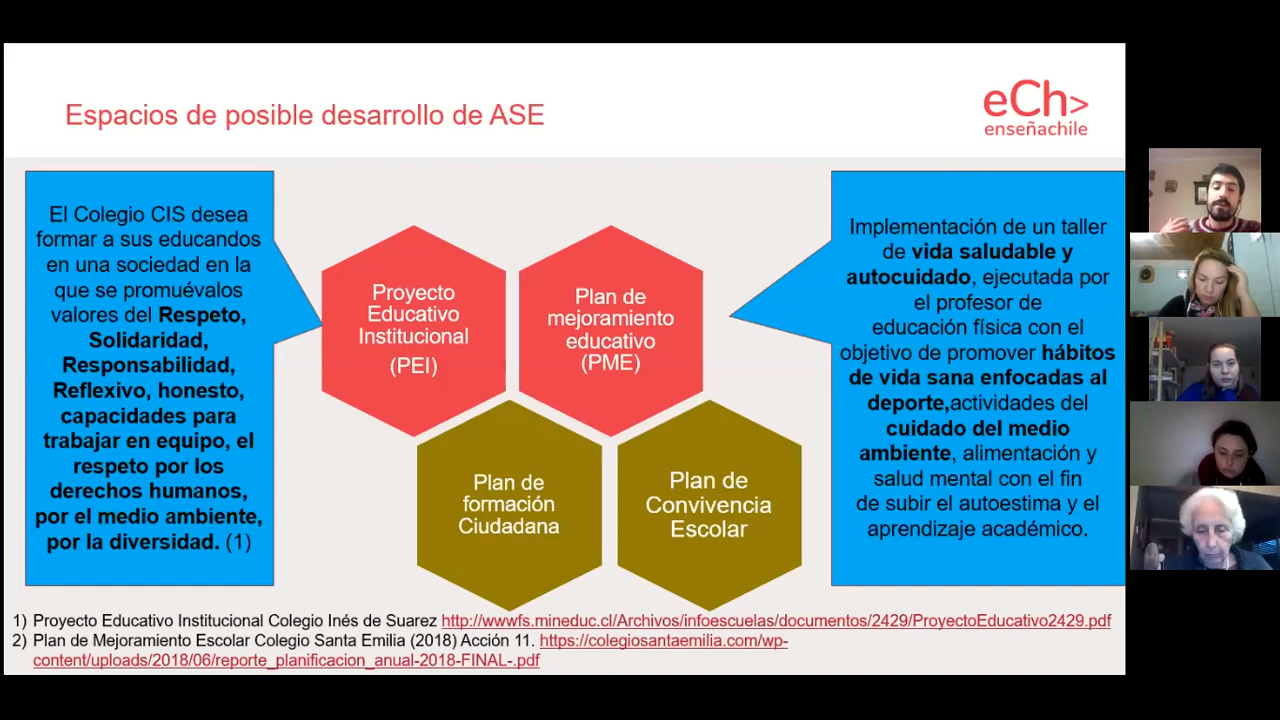 Espacios de posible desarrollo de ASE
eCh>
enseñachile
El Colegio CIS desea
formar a sus educandos
en una sociedad en la
que se promuévalos
valores del Respeto,
Solidaridad,
Responsabilidad,
Reflexivo, honesto,
capacidades para
trabajar en equipo, el
respeto por los
derechos humanos,
por el medio ambiente,
por la diversidad. (1)
Proyecto
Educativo
Institucional
(PEI)
Plan de
mejoramiento
educativo
(PME)
Plan de
formación
Ciudadana
Plan de
Convivencia
Escolar
Implementación de un taller
de vida saludable y
autocuidado, ejecutada por
el profesor de
educación física con el
objetivo de promover hábitos
de vida sana enfocadas al
deporte,actividades del
cuidado del medio
ambiente, alimentación y
salud mental con el fin
de subir el autoestima y el
aprendizaje académico.
1) Proyecto Educativo Institucional Colegio Inés de Suarez http://wwwfs.mineduc.cl/Archivos/infoescuelas/documentos/2429/ProyectoEducativo2429.pdf
2) Plan de Mejoramiento Escolar Colegio Santa Emilia (2018) Acción 11. https://colegiosantaemilia.com/wp-
content/uploads/2018/06/reporte_planificacion_anual-2018-FINAL-.pdf